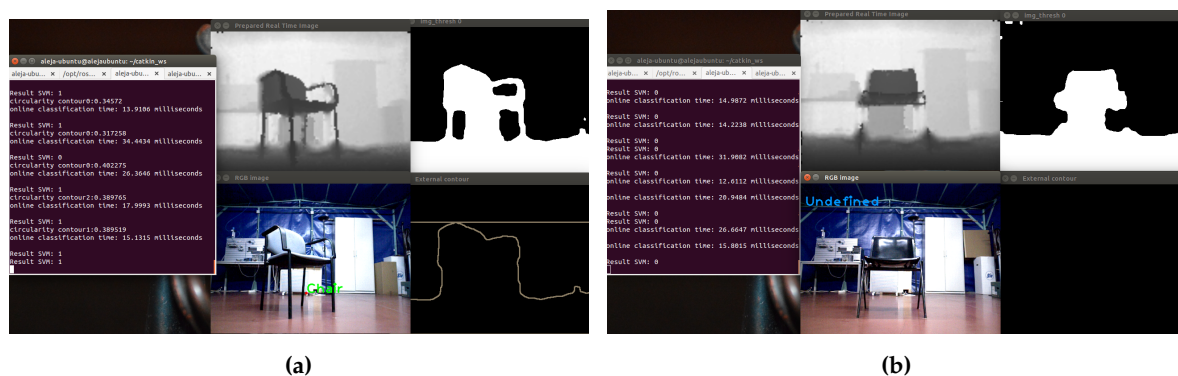 Prepared Real Time Image
img_thresh 0
aleja-ubuntu@alejaubuntu: ~/catkin_ws
aleja-ubu... × /opt/ros... × aleja-ubu... × aleja-ubu... ×
Result SVM: 1
circularity contour0:0.34572
online classification time: 13.9106 milliseconds
Result SVM: 1
circularity contour0:0.317258
online classification time: 34.4434 milliseconds
Result SVM: 0
circularity contour0:0.402275
online classification time: 26.3646 milliseconds
Result SVM: 1
circularity contour2:0.389765
online classification time: 17.9993 milliseconds
Result SVM: 1
circularity contour1:0.389519
online classification time: 15.1315 milliseconds
Result SVM: 1
Result SVM: 1
RGB image
External contour
Chair
(a)
Prepared Real Time Image
img_thresh 0
aleja-ubuntu@alejaubuntu: ~/catkin_ws
aleja-ub... × /opt/ros... × aleja-ub... × aleja-ub... ×
Result SVM: 0
online classification time: 14.9872 milliseconds
Result SVM: 0
online classification time: 14.2238 milliseconds
Result SVM: 0
Result SVM: 0
online classification time: 31.9002 milliseconds
Result SVM: 0
online classification time: 12.6112 milliseconds
Result SVM: 0
online classification time: 20.9484 milliseconds
Result SVM: 0
Result SVM: 0
online classification time: 26.6647 milliseconds
online classification time: 15.8015 milliseconds
Result SVM: 0
RGB image
External contour
Undefined
(b)